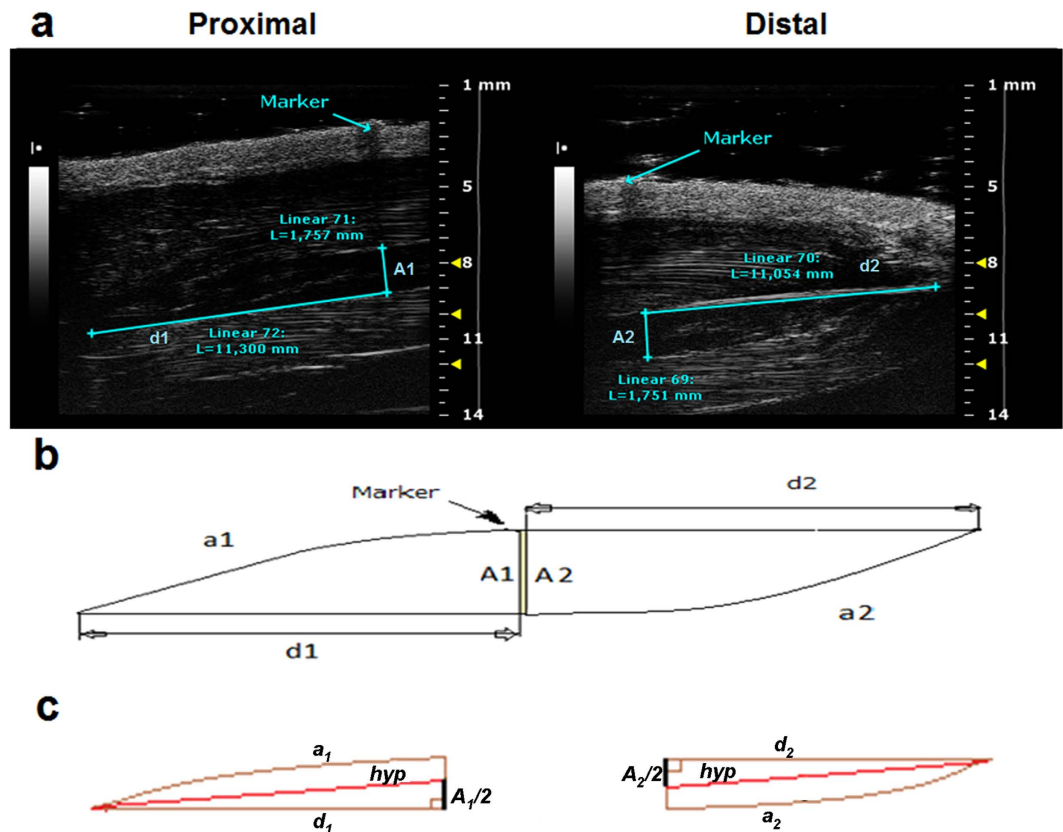 a
Proximal
Distal
1 mm
5
8
11
14
Marker
Linear 71:
L=1,757 mm
A1
d1
Linear 72:
L=11,300 mm
1 mm
5
8
11
14
Marker
Linear 70:
L=11,054 mm
d2
A2
Linear 69:
L=1,751 mm
b
Marker
d2
a1
A1
A2
a2
d1
c
a1
hyp
A1/2
d1
d2
A2/2
hyp
a2